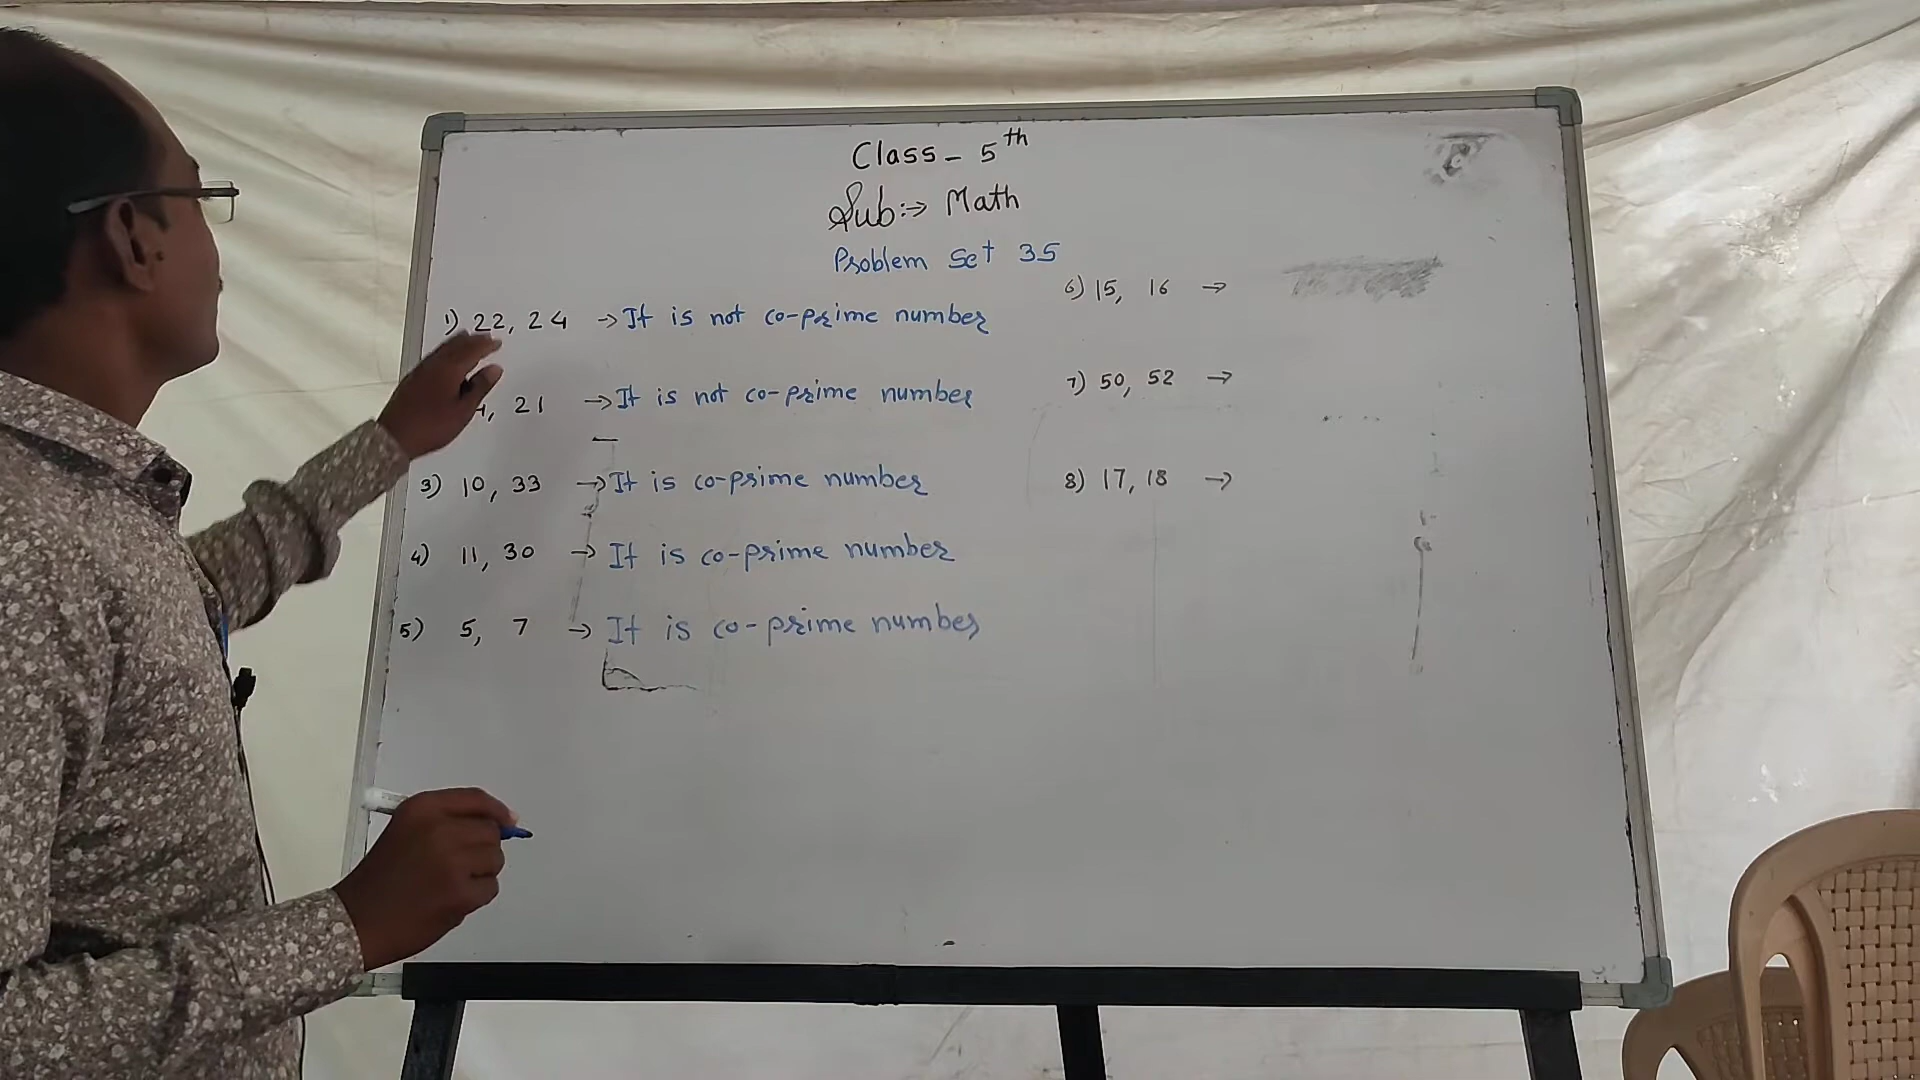 Class - 5th
Sub:⇒ Math
Problem Set 35
1) 22, 24 → It is not co-prime number
21 → It is not co-prime number
3) 10, 33 → It is co-prime number
4) 11, 30 → It is co-prime number
5) 5, 7 → It is co-prime number
6) 15, 16 →
7) 50, 52 →
8) 17, 18 →